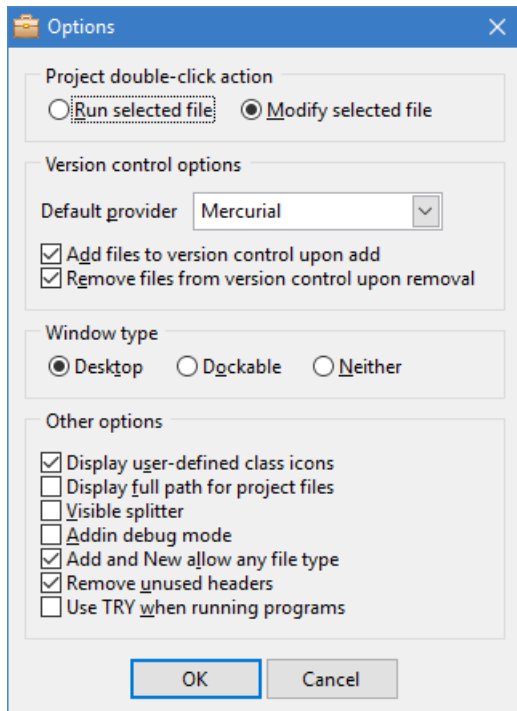 Options
Project double-click action
Run selected file Modify selected file
Version control options
Default provider Mercurial
Add files to version control upon add
Remove files from version control upon removal
Window type
Desktop Dockable Neither
Other options
Display user-defined class icons
Display full path for project files
Visible splitter
Addin debug mode
Add and New allow any file type
Remove unused headers
Use TRY when running programs
OK Cancel